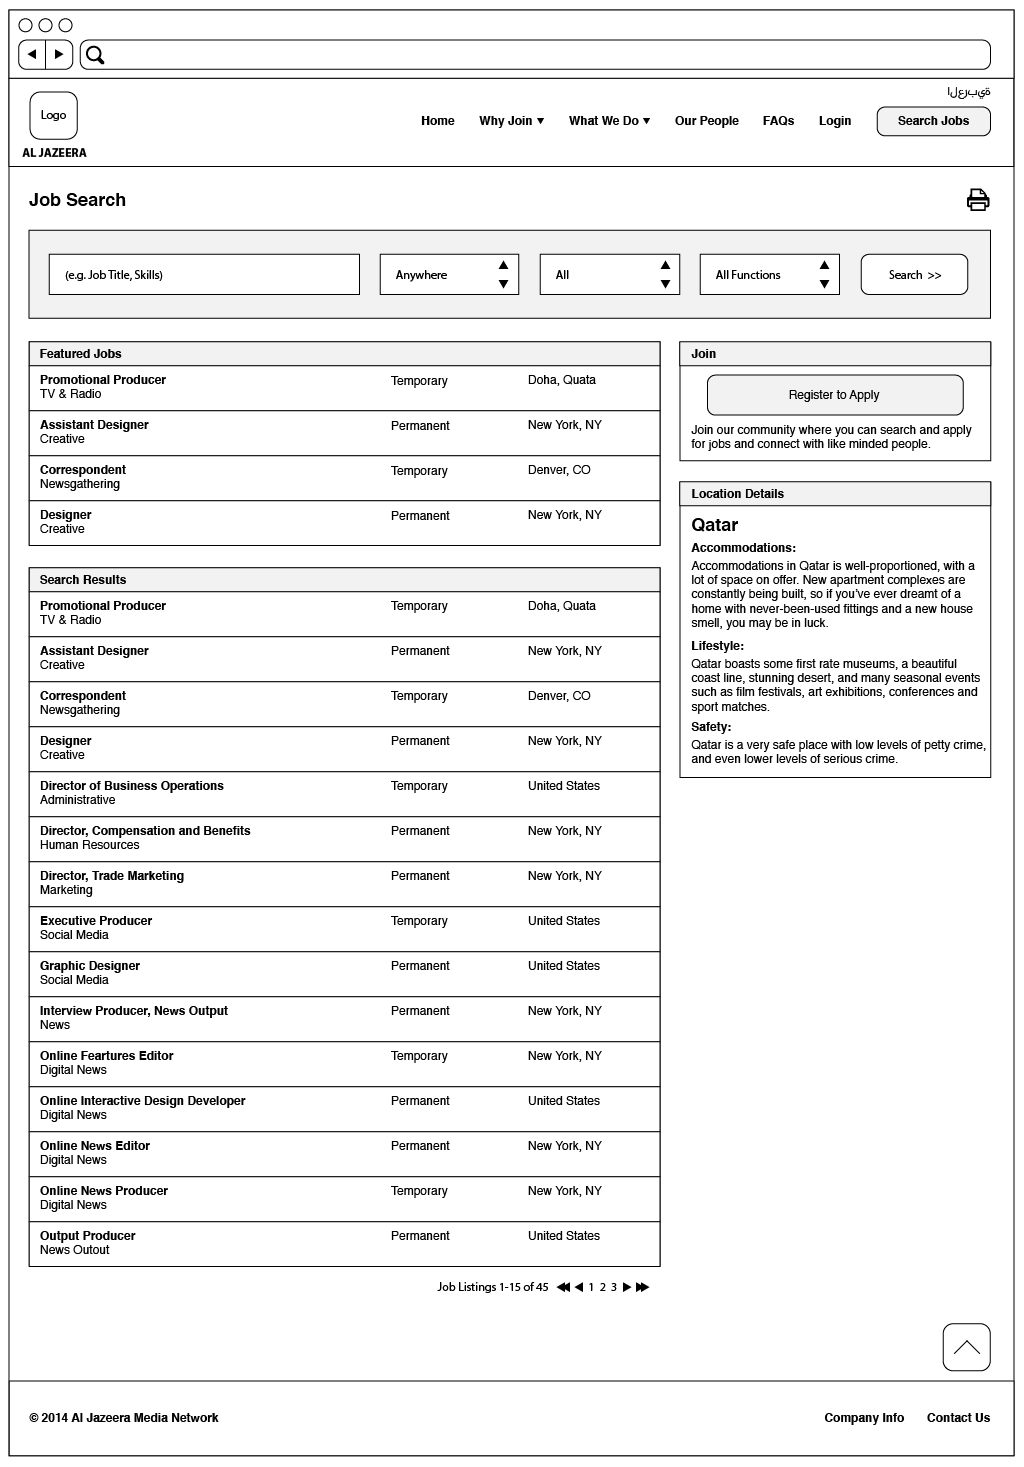 العربية
Logo
AL JAZEERA
Home
Why Join
What We Do
Our People
FAQs
Login
Search Jobs
Job Search
(e.g. Job Title, Skills)
Anywhere
All
All Functions
Search >>
Featured Jobs
Promotional Producer Temporary Doha, Quata
TV & Radio
Assistant Designer Permanent New York, NY
Creative
Correspondent Temporary Denver, CO
Newsgathering
Designer Permanent New York, NY
Creative
Search Results
Promotional Producer Temporary Doha, Quata
TV & Radio
Assistant Designer Permanent New York, NY
Creative
Correspondent Temporary Denver, CO
Newsgathering
Designer Permanent New York, NY
Creative
Director of Business Operations Temporary United States
Administrative
Director, Compensation and Benefits Permanent New York, NY
Human Resources
Director, Trade Marketing Permanent New York, NY
Marketing
Executive Producer Temporary United States
Social Media
Graphic Designer Permanent United States
Social Media
Interview Producer, News Output Permanent New York, NY
News
Online Feartures Editor Temporary New York, NY
Digital News
Online Interactive Design Developer Permanent United States
Digital News
Online News Editor Permanent New York, NY
Digital News
Online News Producer Temporary New York, NY
Digital News
Output Producer Permanent United States
News Outout
Job Listings 1-15 of 45 1 2 3
Join
Register to Apply
Join our community where you can search and apply
for jobs and connect with like minded people.
Location Details
Qatar
Accommodations:
Accommodations in Qatar is well-proportioned, with a
lot of space on offer. New apartment complexes are
constantly being built, so if you've ever dreamt of a
home with never-been-used fittings and a new house
smell, you may be in luck.
Lifestyle:
Qatar boasts some first rate museums, a beautiful
coast line, stunning desert, and many seasonal events
such as film festivals, art exhibitions, conferences and
sport matches.
Safety:
Qatar is a very safe place with low levels of petty crime,
and even lower levels of serious crime.
© 2014 Al Jazeera Media Network
Company Info
Contact Us